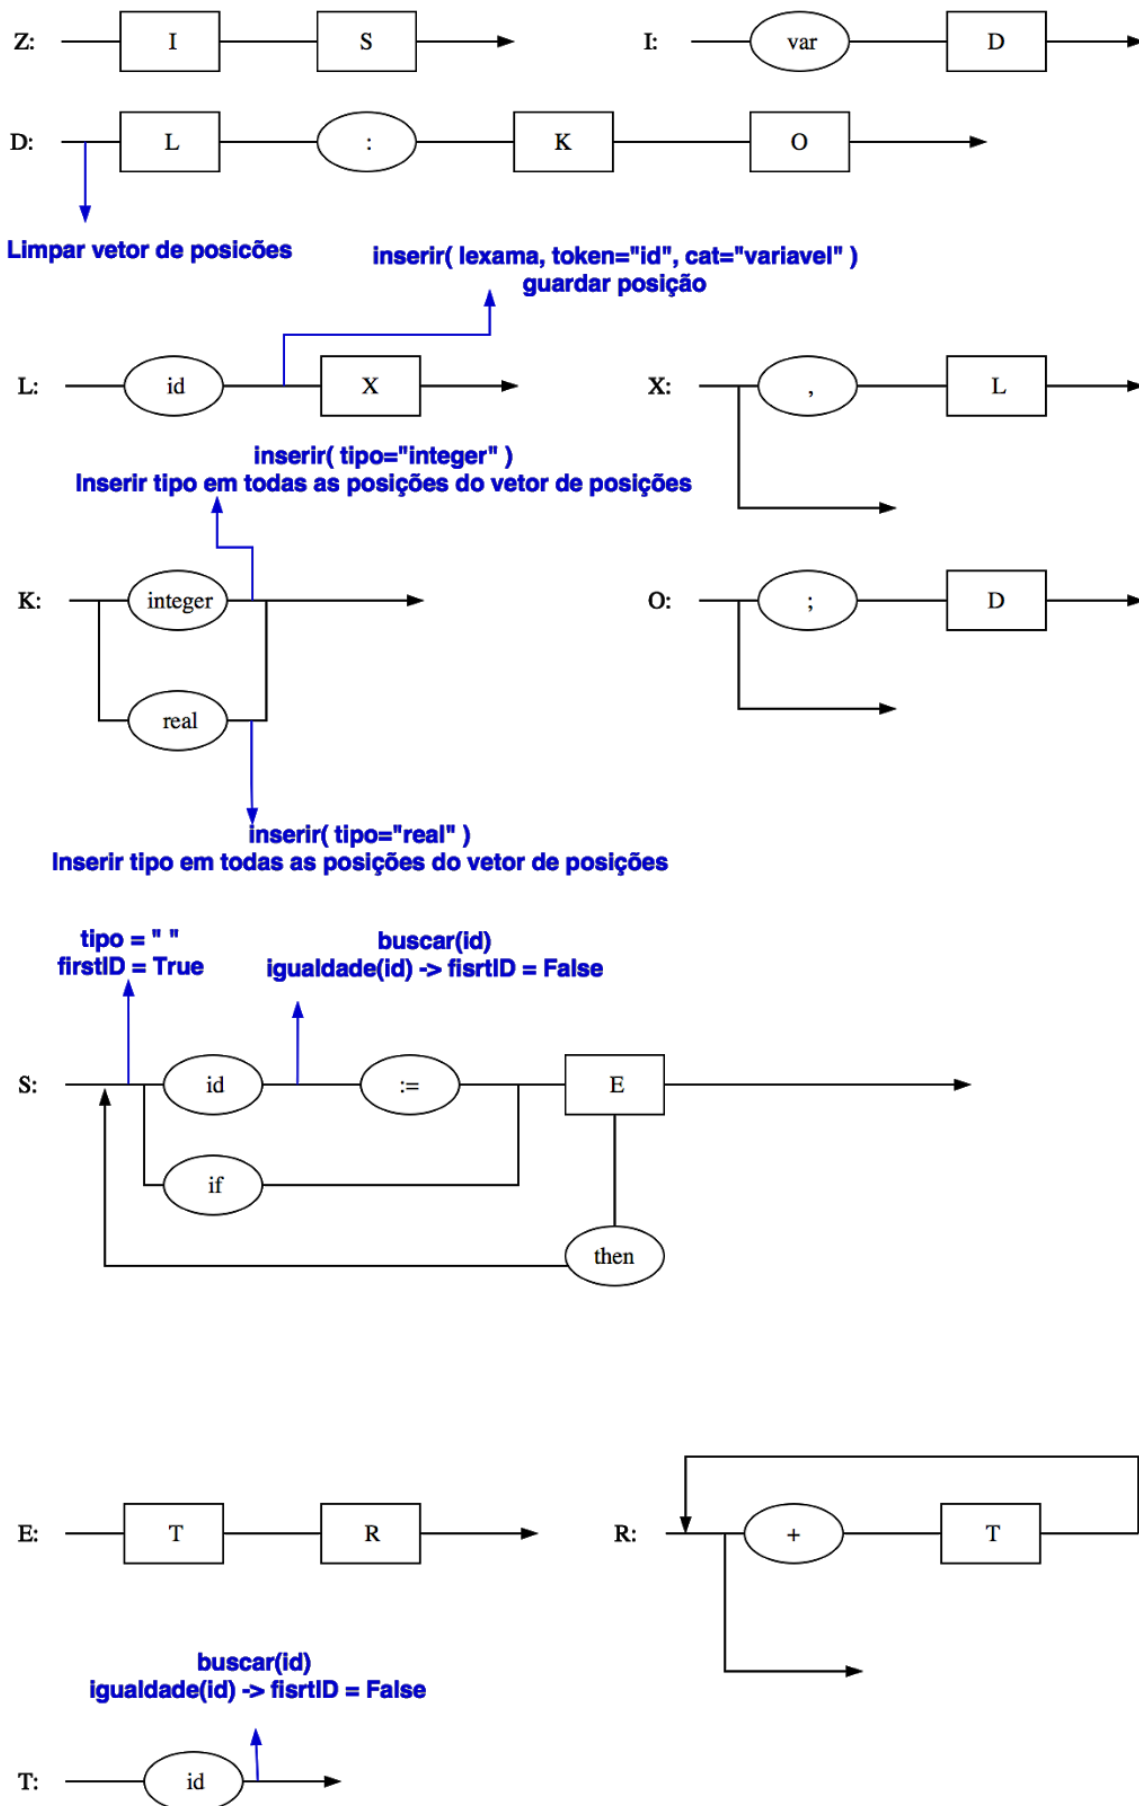 Z: I S
I: var D
D: L : K O
Limpar vetor de posicões
inserir( lexama, token="id", cat="variavel" )
guardar posição
L: id X
X: , L
inserir( tipo="integer" )
Inserir tipo em todas as posições do vetor de posições
K: integer
O: ; D
real
inserir( tipo="real" )
Inserir tipo em todas as posições do vetor de posições
tipo = " "
firstID = True
buscar(id)
igualdade(id) -> fisrtID = False
S: id := E
if
then
E: T R
R: + T
buscar(id)
igualdade(id) -> fisrtID = False
T: id